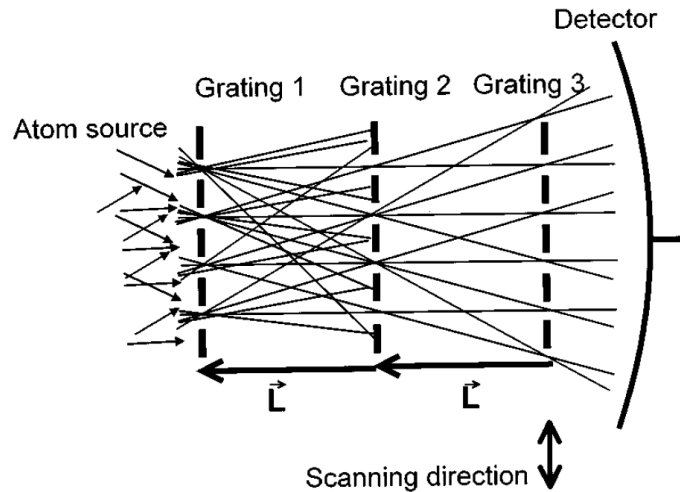 Detector
Grating 1 Grating 2 Grating 3
Atom source
L L
Scanning direction